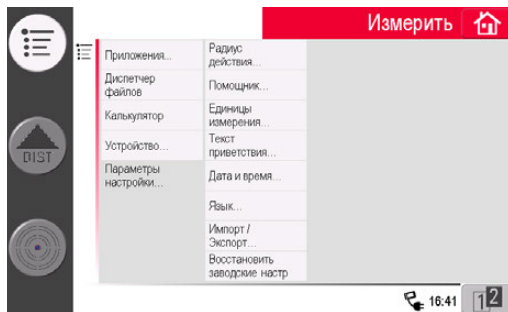 Измерить
Приложения...
Диспетчер
файлов
Калькулятор
Устройство...
Параметры
настройки...
Радиус
действия...
Помощник...
Единицы
измерения...
Текст
приветствия...
Дата и время...
Язык...
Импорт /
Экспорт...
Восстановить
заводские настр
DIST
16:41
1 2